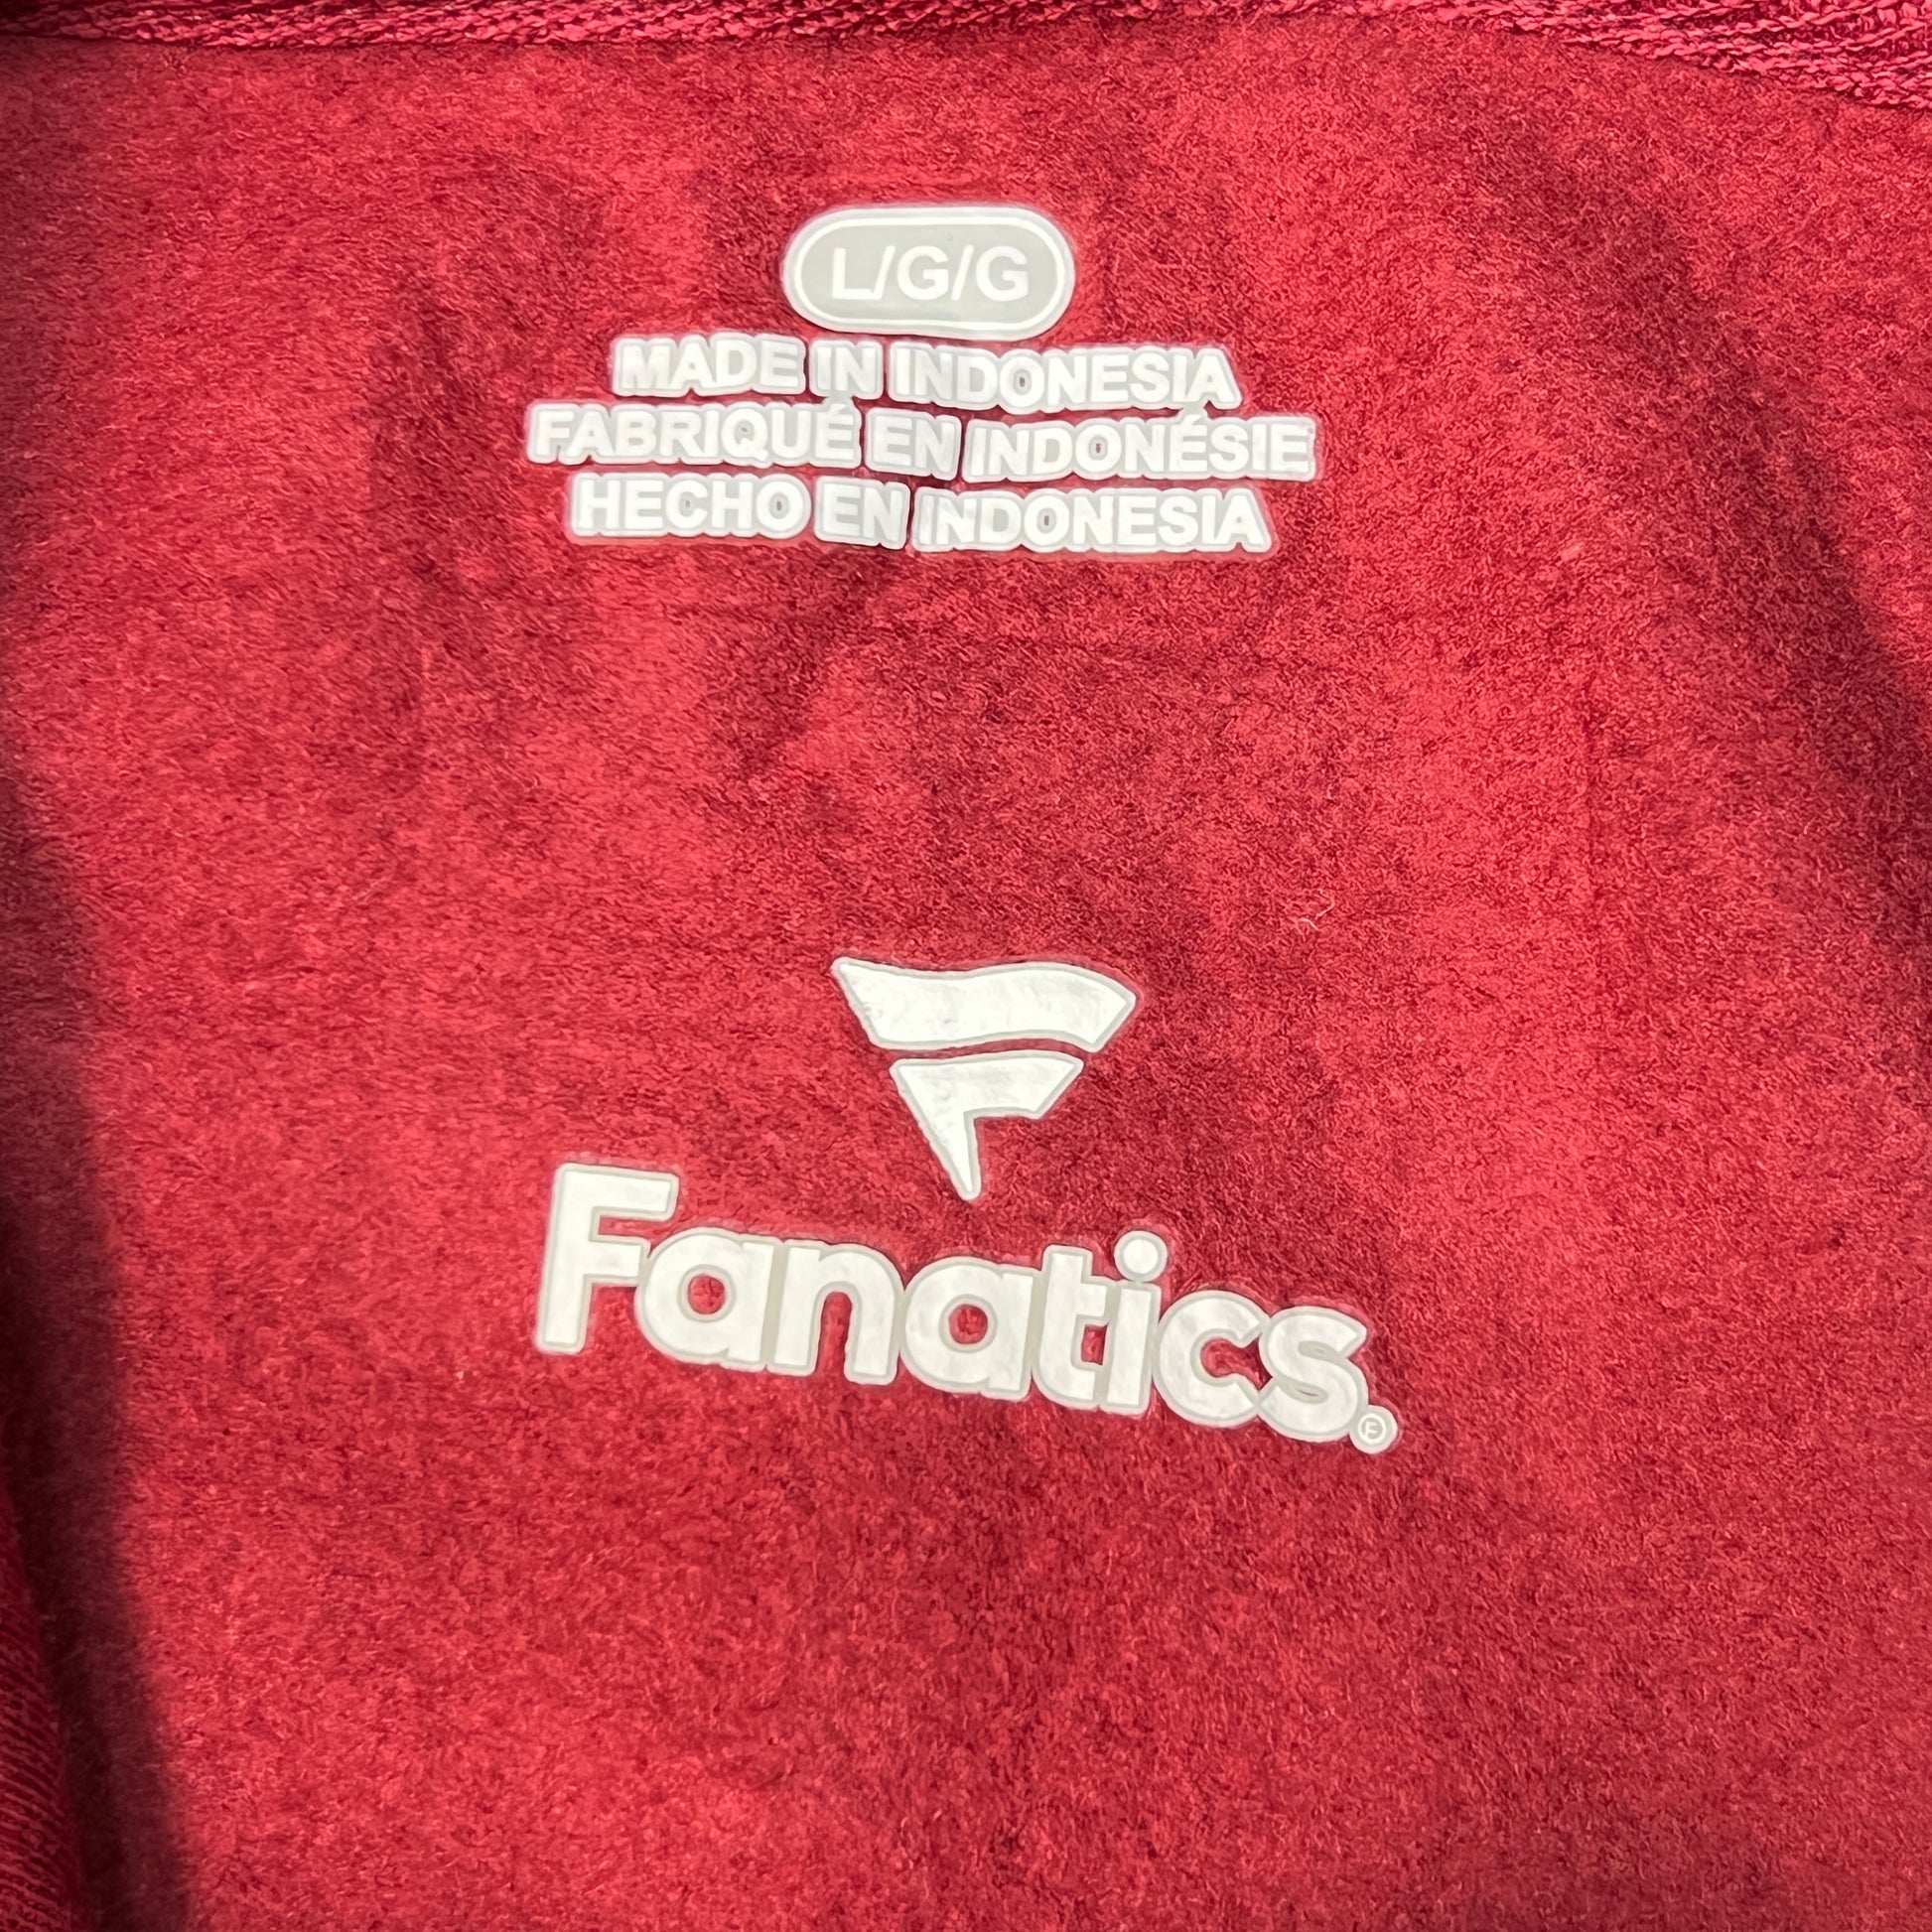 L/G/G
MADE IN INDONESIA
FABRIQUÉ EN INDONÉSIE
HECHO EN INDONESIA
Fanatics.